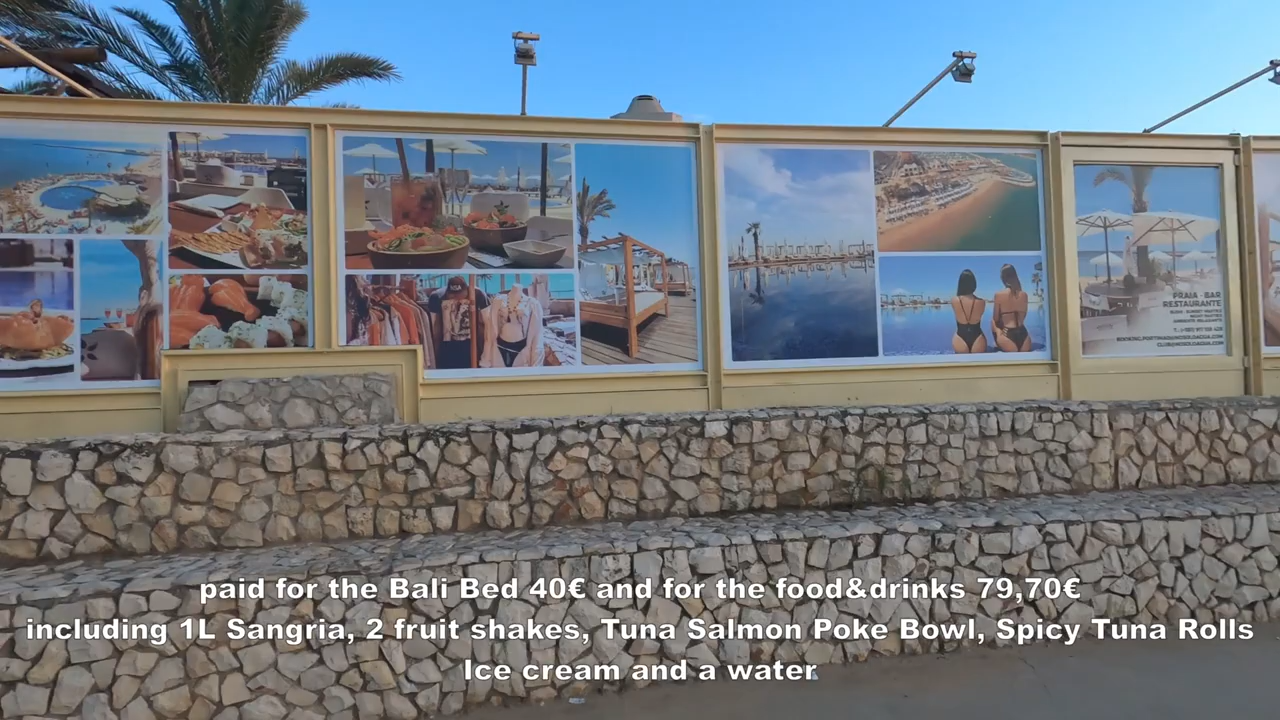 PRAIA · BAR
RESTAURANTE
paid for the Bali Bed 40€ and for the food&drinks 79,70€
including 1L Sangria, 2 fruit shakes, Tuna Salmon Poke Bowl, Spicy Tuna Rolls
Ice cream and a water